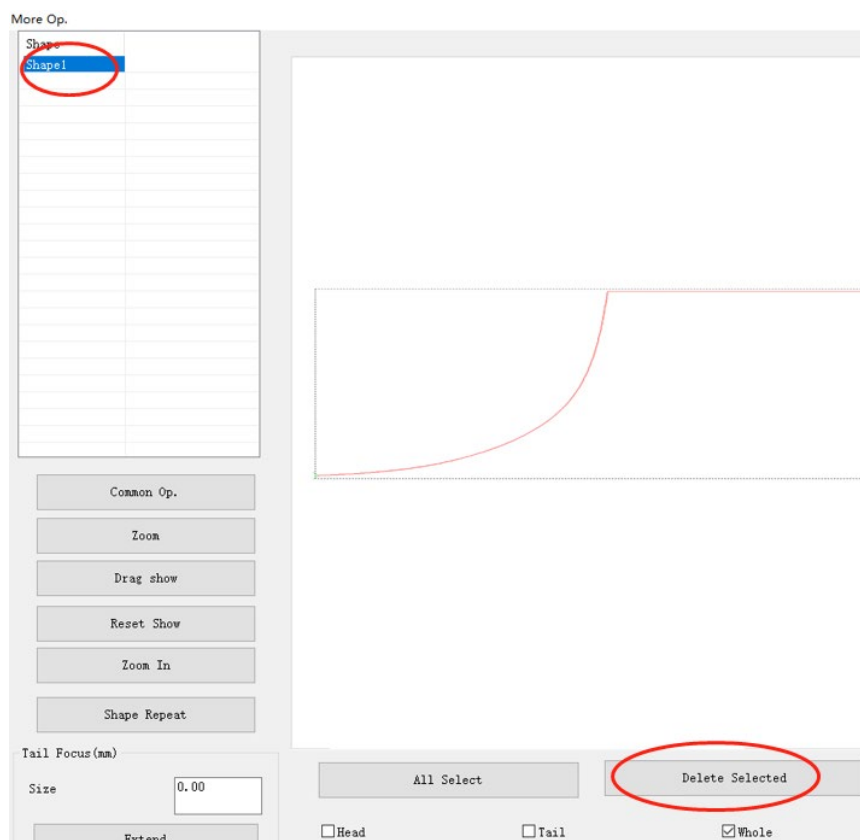 More Op.
Shape
Shape1
Common Op.
Zoom
Drag show
Reset Show
Zoom In
Shape Repeat
Tail Focus(mm)
Size
0.00
Extend
All Select
Delete Selected
Head
Tail
Whole